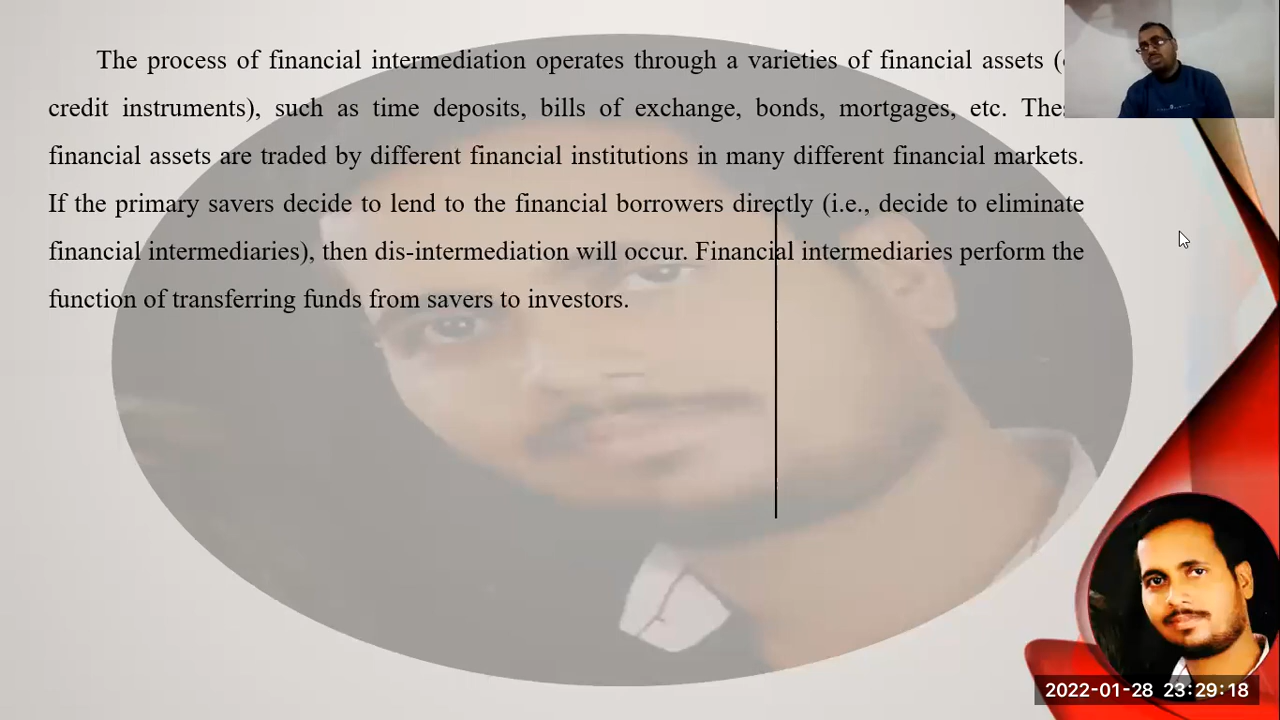 The process of financial intermediation operates through a varieties of financial assets (
credit instruments), such as time deposits, bills of exchange, bonds, mortgages, etc.
financial assets are traded by different financial institutions in many different financial markets.
If the primary savers decide to lend to the financial borrowers directly (i.e., decide to eliminate
financial intermediaries), then dis-intermediation will occur. Financial intermediaries perform the
function of transferring funds from savers to investors.
2022-01-28 23:29:18